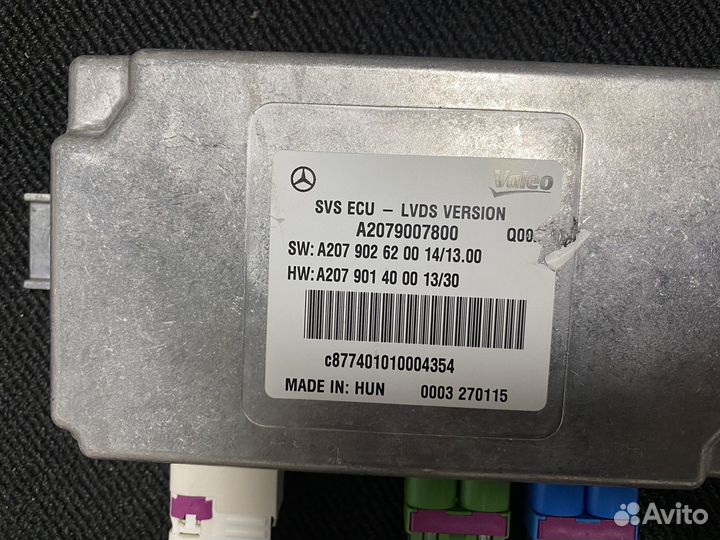 Valeo
SVS ECU - LVDS VERSION
A2079007800
SW: A207 902 62 00 14/13.00
HW: A207 901 40 00 13/30
c877401010004354
MADE IN: HUN 0003 270115
Avito